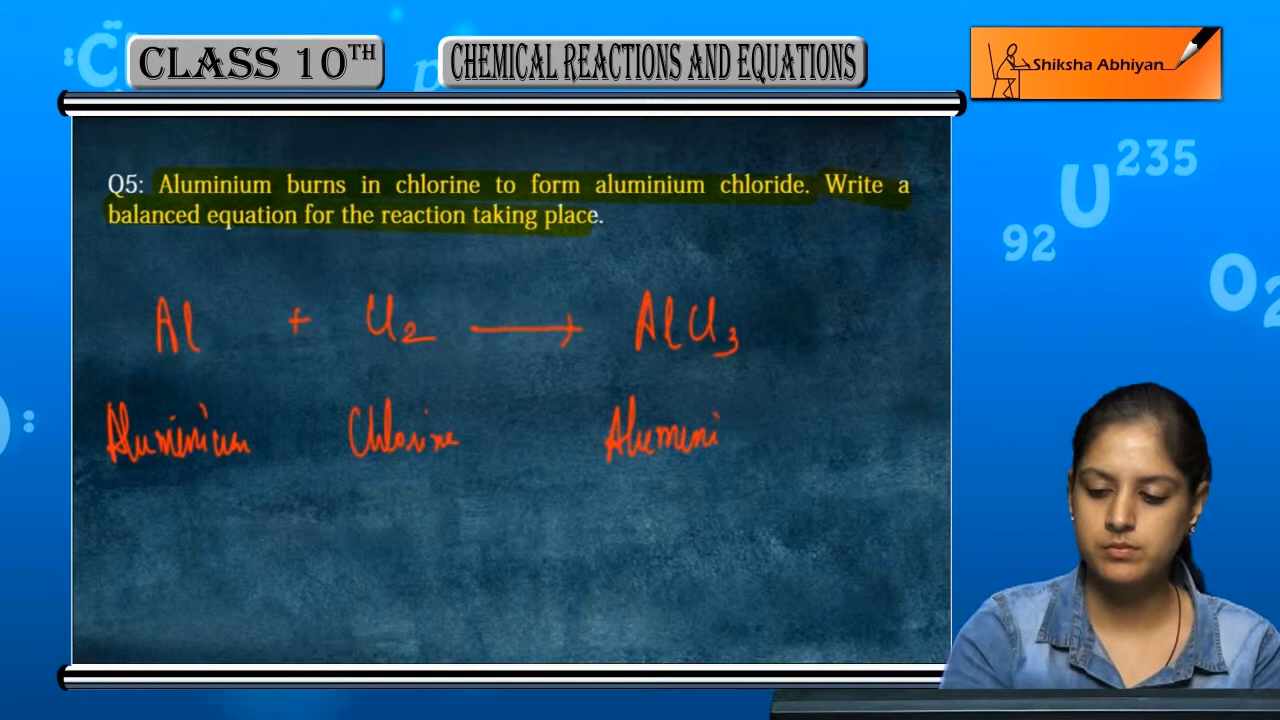 CLASS 10TH
CHEMICAL REACTIONS AND EQUATIONS
Shiksha Abhiyan
Q5: Aluminium burns in chlorine to form aluminium chloride. Write a
balanced equation for the reaction taking place.
Al + Cl2 → AlCl3
Aluminium Chlorine Alumini
235
92 U
O2